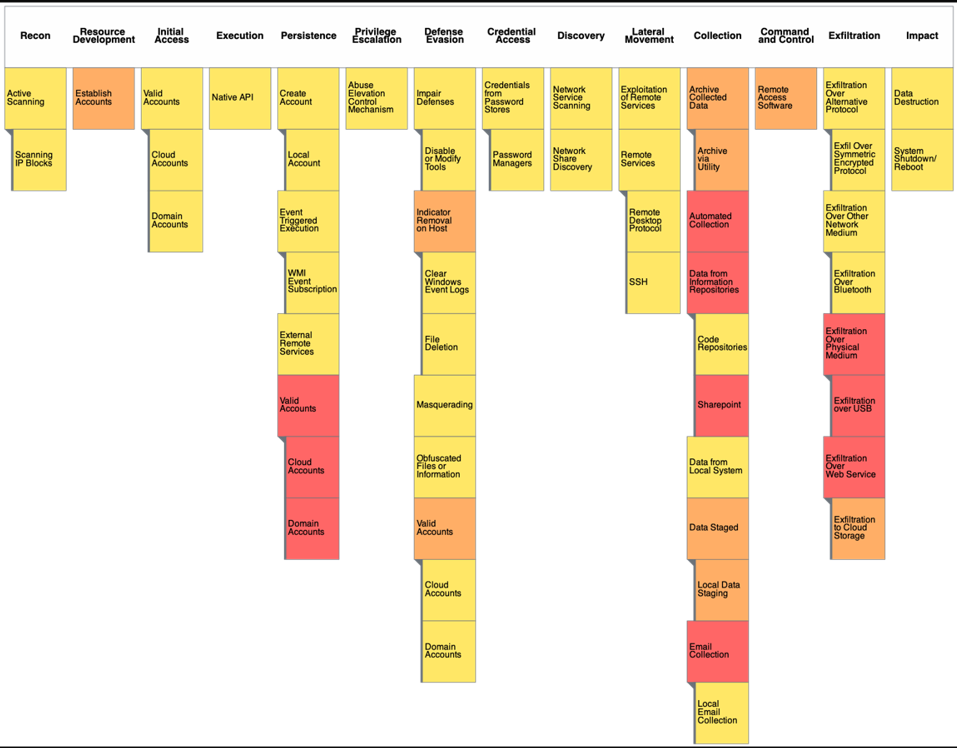 Recon
Resource
Development
Initial
Access
Execution
Persistence
Privilege
Escalation
Defense
Evasion
Credential
Access
Discovery
Lateral
Movement
Collection
Command
and Control
Exfiltration
Impact
Active
Scanning
Scanning
IP Blocks
Establish
Accounts
Valid
Accounts
Cloud
Accounts
Domain
Accounts
Native API
Create
Account
Local
Account
Event
Triggered
Execution
WMI
Event
Subscription
External
Remote
Services
Valid
Accounts
Cloud
Accounts
Domain
Accounts
Abuse
Elevation
Control
Mechanism
Impair
Defenses
Disable
or Modify
Tools
Indicator
Removal
on Host
Clear
Windows
Event Logs
File
Deletion
Masquerading
Obfuscated
Files or
Information
Valid
Accounts
Cloud
Accounts
Domain
Accounts
Credentials
from
Password
Stores
Password
Managers
Network
Service
Scanning
Network
Share
Discovery
Exploitation
of Remote
Services
Remote
Services
Remote
Desktop
Protocol
SSH
Archive
Collected
Data
Archive
via
Utility
Automated
Collection
Data from
Information
Repositories
Code
Repositories
Sharepoint
Data from
Local System
Data Staged
Local Data
Staging
Email
Collection
Local
Email
Collection
Remote
Access
Software
Exfiltration
Over
Alternative
Protocol
Exfil Over
Symmetric
Encrypted
Protocol
Exfiltration
Over Other
Network
Medium
Exfiltration
Over
Bluetooth
Exfiltration
Over
Physical
Medium
Exfiltration
over USB
Exfiltration
Over
Web Service
Exfiltration
to Cloud
Storage
Data
Destruction
System
Shutdown/
Reboot